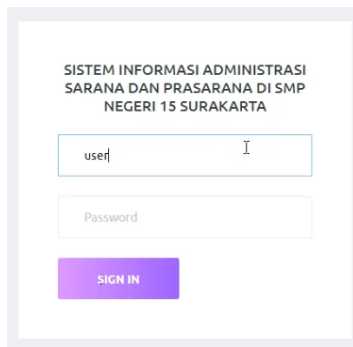 SISTEM INFORMASI ADMINISTRASI
SARANA DAN PRASARANA DI SMP
NEGERI 15 SURAKARTA
user
Password
SIGN IN